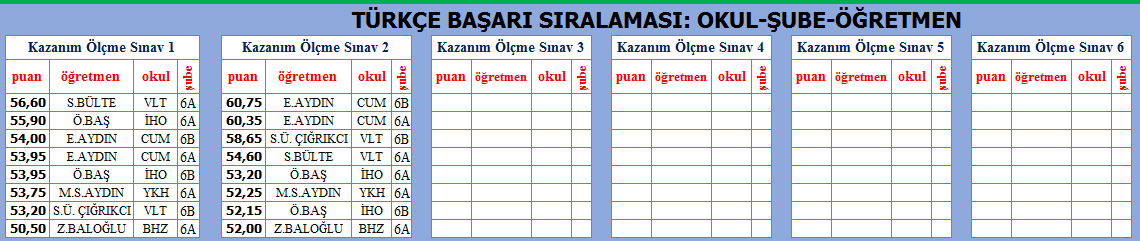 TÜRKÇE BAŞARI SIRALAMASI: OKUL-ŞUBE-ÖĞRETMEN
Kazanım Ölçme Sınav 1 Kazanım Ölçme Sınav 2 Kazanım Ölçme Sınav 3 Kazanım Ölçme Sınav 4 Kazanım Ölçme Sınav 5 Kazanım Ölçme Sınav 6
puan öğretmen okul şube puan öğretmen okul şube puan öğretmen okul şube puan öğretmen okul şube puan öğretmen okul şube puan öğretmen okul şube
56,60 S.BÜLTE VLT 6A 60,75 E.AYDIN CUM 6B
55,90 Ö.BAŞ İHO 6A 60,35 E.AYDIN CUM 6A
54,00 E.AYDIN CUM 6B 58,65 S.Ü. ÇIĞRIKCI VLT 6B
53,95 E.AYDIN CUM 6A 54,60 S.BÜLTE VLT 6A
53,95 Ö.BAŞ İHO 6B 53,20 Ö.BAŞ İHO 6A
53,75 M.S.AYDIN YKH 6A 52,25 M.S.AYDIN YKH 6A
53,20 S.Ü. ÇIĞRIKCI VLT 6B 52,15 Ö.BAŞ İHO 6B
50,50 Z.BALOĞLU BHZ 6A 52,00 Z.BALOĞLU BHZ 6A